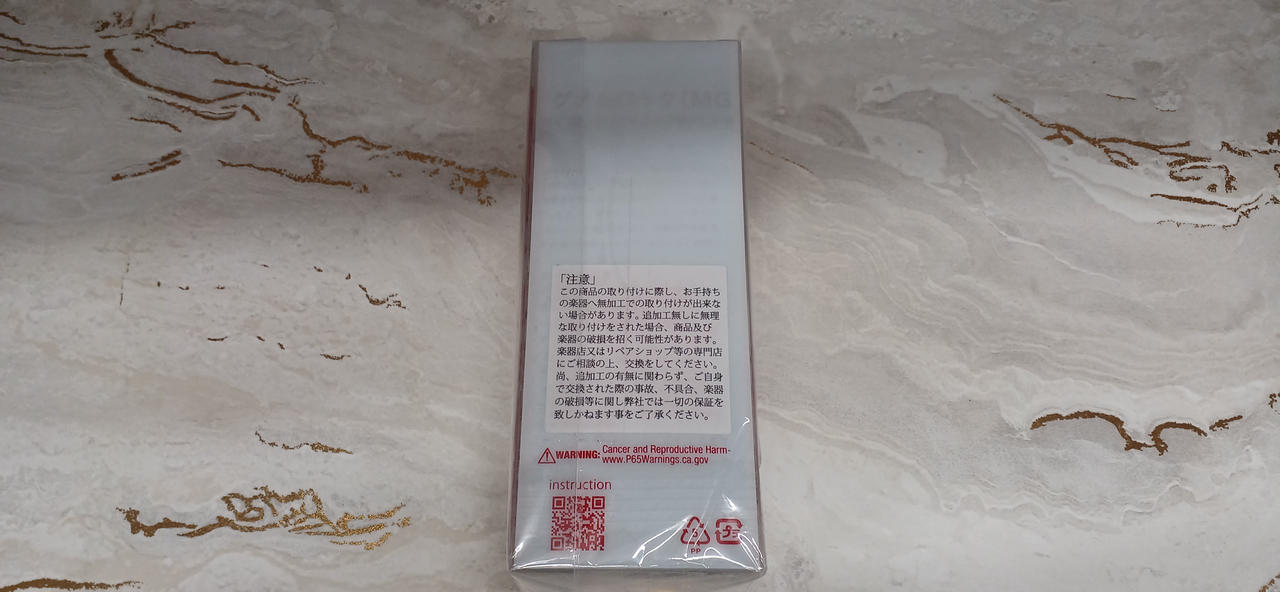 「注意」
この商品の取り付けに際し、お手持ち
の楽器へ無加工での取り付けが出来な
い場合があります。追加工無しに無理
な取り付けをされた場合、商品及び
楽器の破損を招く可能性があります。
楽器店又はリペアショップ等の専門店
にご相談の上、交換をしてください。
尚、追加工の有無に関わらず、ご自身
で交換された際の事故、不具合、楽器
の破損等に関し弊社では一切の保証を
致しかねます事をご了承ください。
WARNING: Cancer and Reproductive Harm-
www.P65Warnings.ca.gov
instruction
5
PP